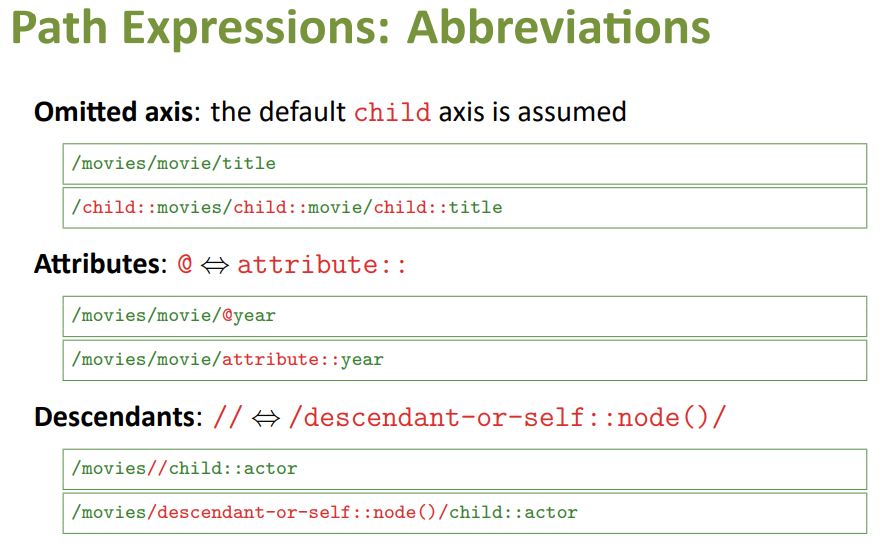 Path Expressions: Abbreviations
Omitted axis: the default child axis is assumed
/movies/movie/title
/child::movies/child::movie/child::title
Attributes: @ ⇔ attribute::
/movies/movie/@year
/movies/movie/attribute::year
Descendants: // ⇔ /descendant-or-self::node()/
/movies//child::actor
/movies/descendant-or-self::node()/child::actor